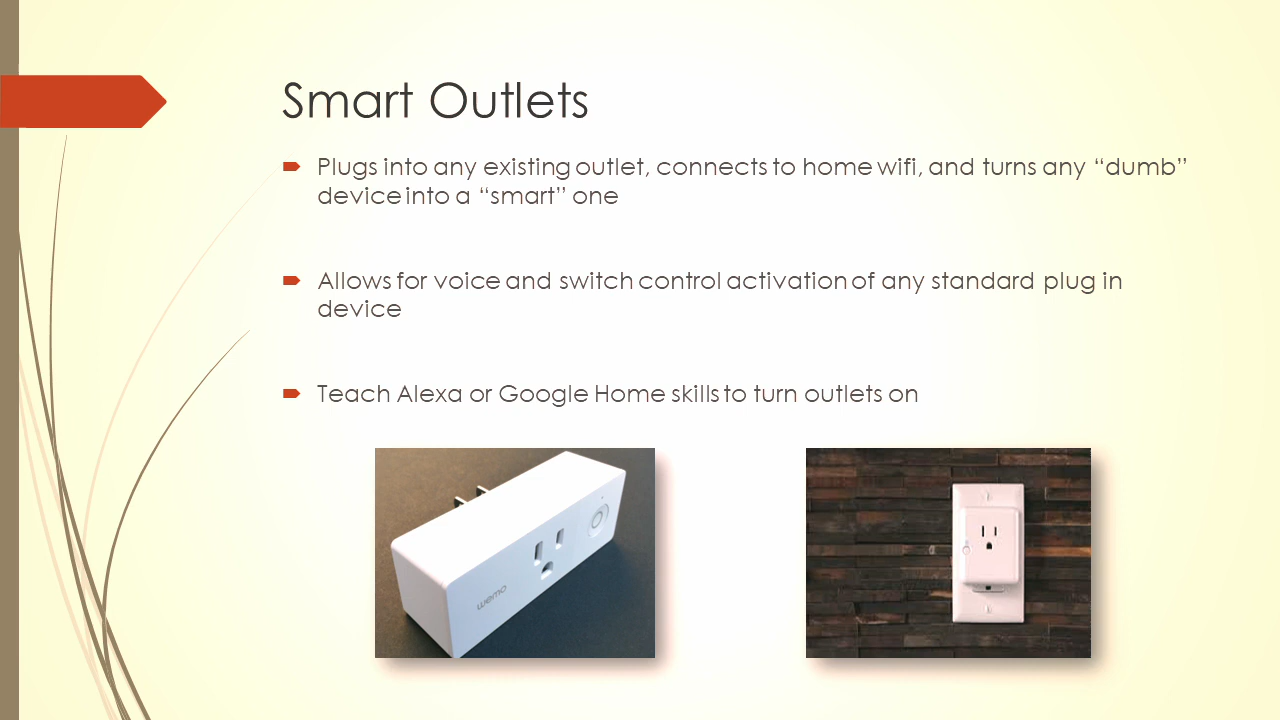 Smart Outlets
Plugs into any existing outlet, connects to home wifi, and turns any “dumb”
device into a “smart” one
Allows for voice and switch control activation of any standard plug in
device
Teach Alexa or Google Home skills to turn outlets on
wemo